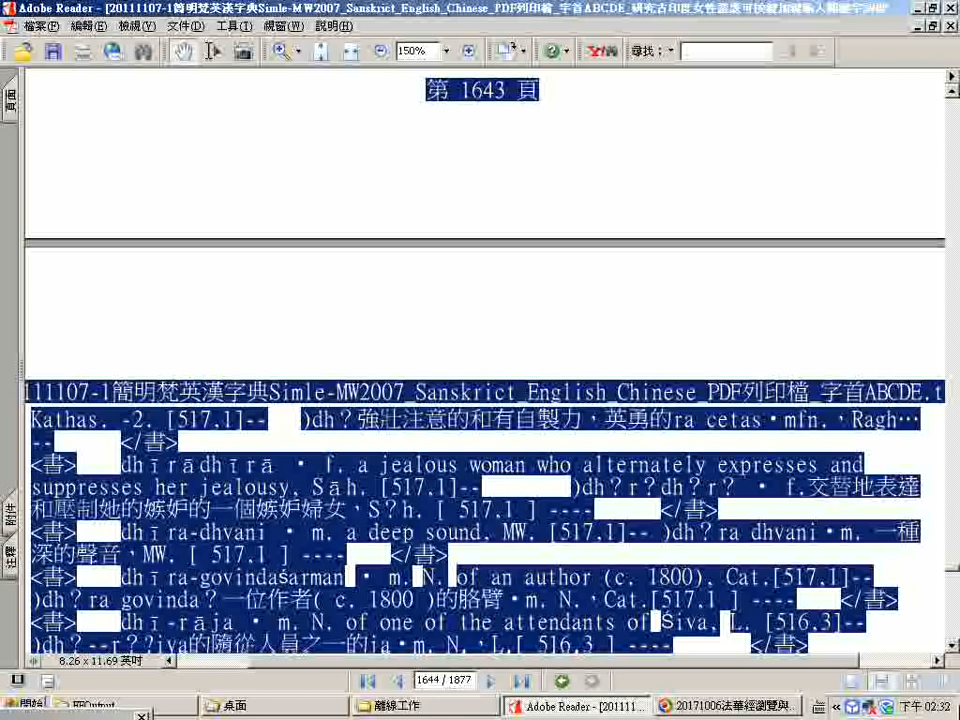 Adobe Reader - [20111107-1簡明梵英漢字典Simle-MW2007_Sanskrict_English_Chinese_PDF列印檔_字首ABCDE_研究古印度女性
檔案(F) 編輯(E) 檢視(V) 文件(D) 工具(T) 視窗(W) 說明(H)
150% 尋找:
頁面
第 1643 頁
111107-1簡明梵英漢字典Simle-MW2007_Sanskrict_English_Chinese_PDF列印檔_字首ABCDE.t
Kathas. -2. [517,1]-- )dh？強壯注意的和有自製力，英勇的ra cetas‧mfn.，Ragh…
-- </書>
<書> dhīrādhīrā ‧ f. a jealous woman who alternately expresses and
suppresses her jealousy, Sāh. [517,1]-- )dh？r？dh？r？ ‧ f.交替地表達
和壓制她的嫉妒的一個嫉妒婦女，S？h. [ 517,1 ] ---- </書>
<書> dhīra-dhvani ‧ m. a deep sound, MW. [517,1]-- )dh？ra dhvani‧m. 一種
深的聲音，MW. [ 517,1 ] ---- </書>
<書> dhīra-govindaśarman ‧ m. N. of an author (c. 1800), Cat.[517,1]--
)dh？ra govinda？一位作者( c. 1800 )的胳臂‧m. N.，Cat.[517,1 ] ---- </書>
<書> dhī-rāja ‧ m. N. of one of the attendants of Śiva, L. [516,3]--
)dh？--r？?iva的隨從人員之一的ja‧m. N.，L.[ 516,3 ] ---- </書>
附件
注釋
8.26 x 11.69 英吋
1644 / 1877
開始 FFOutput 桌面 離線工作 Adobe Reader - [201111... 20171006法華經瀏覽與... 下午 02:32